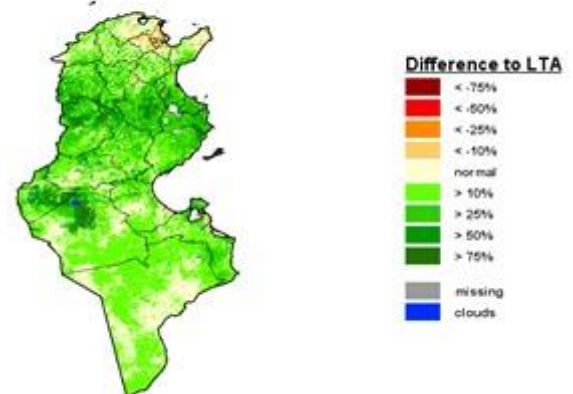 Difference to LTA
< -75%
< -50%
< -25%
< -10%
normal
> 10%
> 25%
> 50%
> 75%
missing
clouds